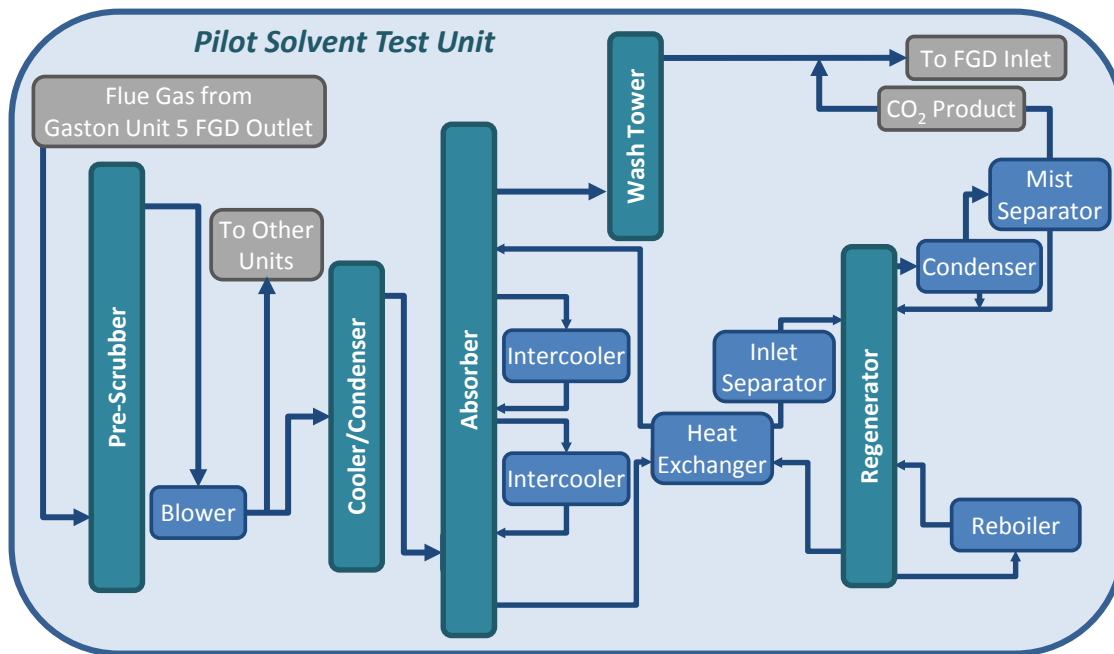 Pilot Solvent Test Unit
Flue Gas from
Gaston Unit 5 FGD Outlet
Pre-Scrubber
Blower
To Other
Units
Cooler/Condenser
Absorber
Intercooler
Intercooler
Wash Tower
To FGD Inlet
CO₂ Product
Mist
Separator
Condenser
Inlet
Separator
Heat
Exchanger
Regenerator
Reboiler